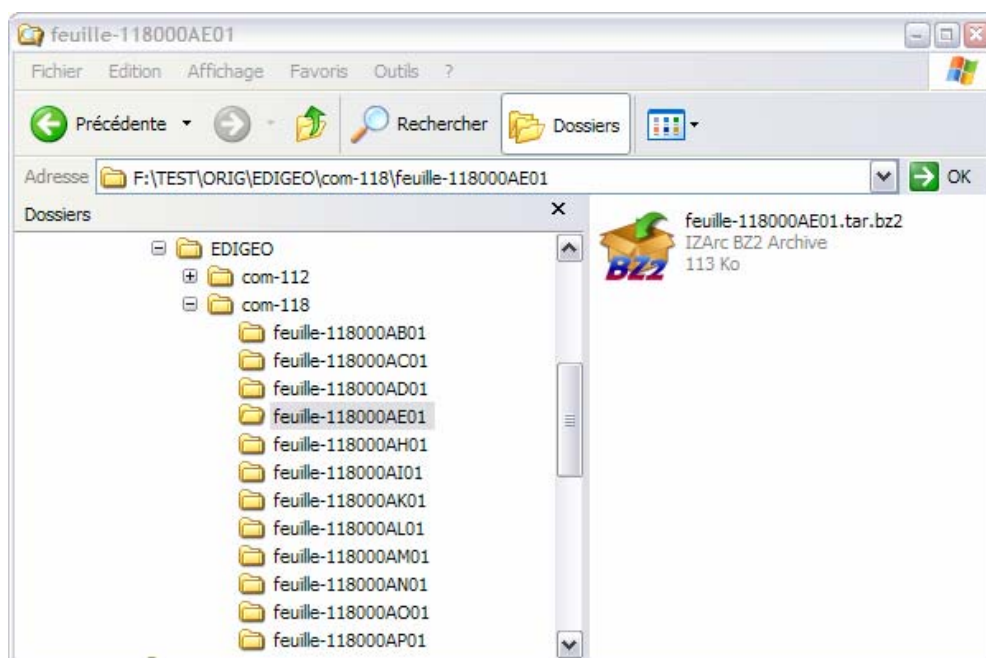 feuille-118000AE01
Fichier Edition Affichage Favoris Outils ?
Précédente Rechercher Dossiers
Adresse F:\TEST\ORIG\EDIGEO\com-118\feuille-118000AE01 OK
Dossiers
EDIGEO
com-112
com-118
feuille-118000AB01
feuille-118000AC01
feuille-118000AD01
feuille-118000AE01
feuille-118000AH01
feuille-118000AI01
feuille-118000AK01
feuille-118000AL01
feuille-118000AM01
feuille-118000AN01
feuille-118000AO01
feuille-118000AP01
feuille-118000AE01.tar.bz2
IZArc BZ2 Archive
113 Ko
BZ2